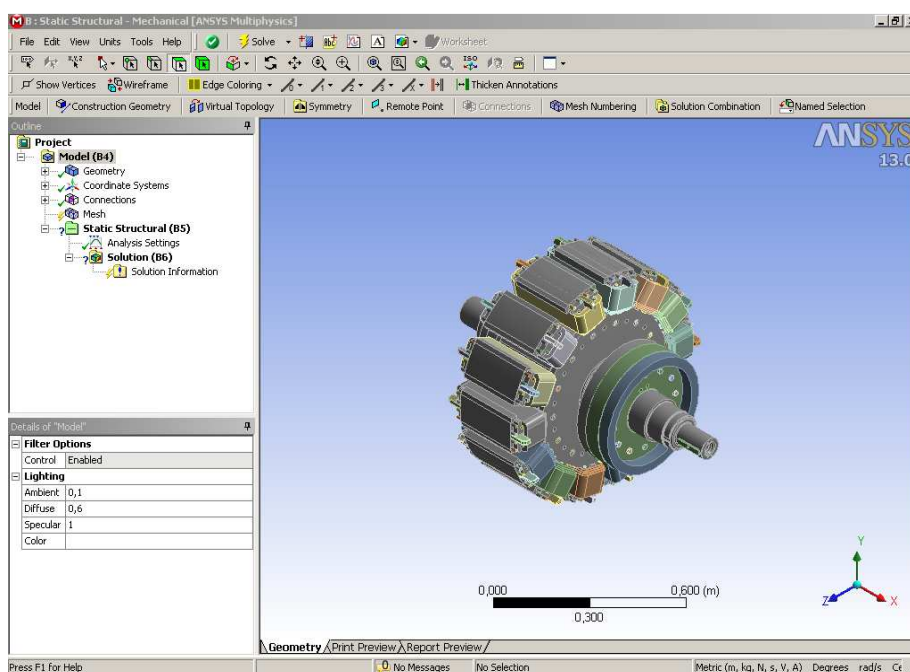 B : Static Structural - Mechanical [ANSYS Multiphysics]
File Edit View Units Tools Help Solve Worksheet
Show Vertices Wireframe Edge Coloring Thicken Annotations
Model Construction Geometry Virtual Topology Symmetry Remote Point Connections Mesh Numbering Solution Combination Named Selection
Outline
Project
Model (B4)
Geometry
Coordinate Systems
Connections
Mesh
Static Structural (B5)
Analysis Settings
Solution (B6)
Solution Information
Details of "Model"
Filter Options
Control Enabled
Lighting
Ambient 0,1
Diffuse 0,6
Specular 1
Color
ANSYS
13.0
0,000 0,600 (m)
0,300
Y
Z X
Geometry Print Preview Report Preview
Press F1 for Help No Messages No Selection Metric (m, kg, N, s, V, A) Degrees rad/s Ce